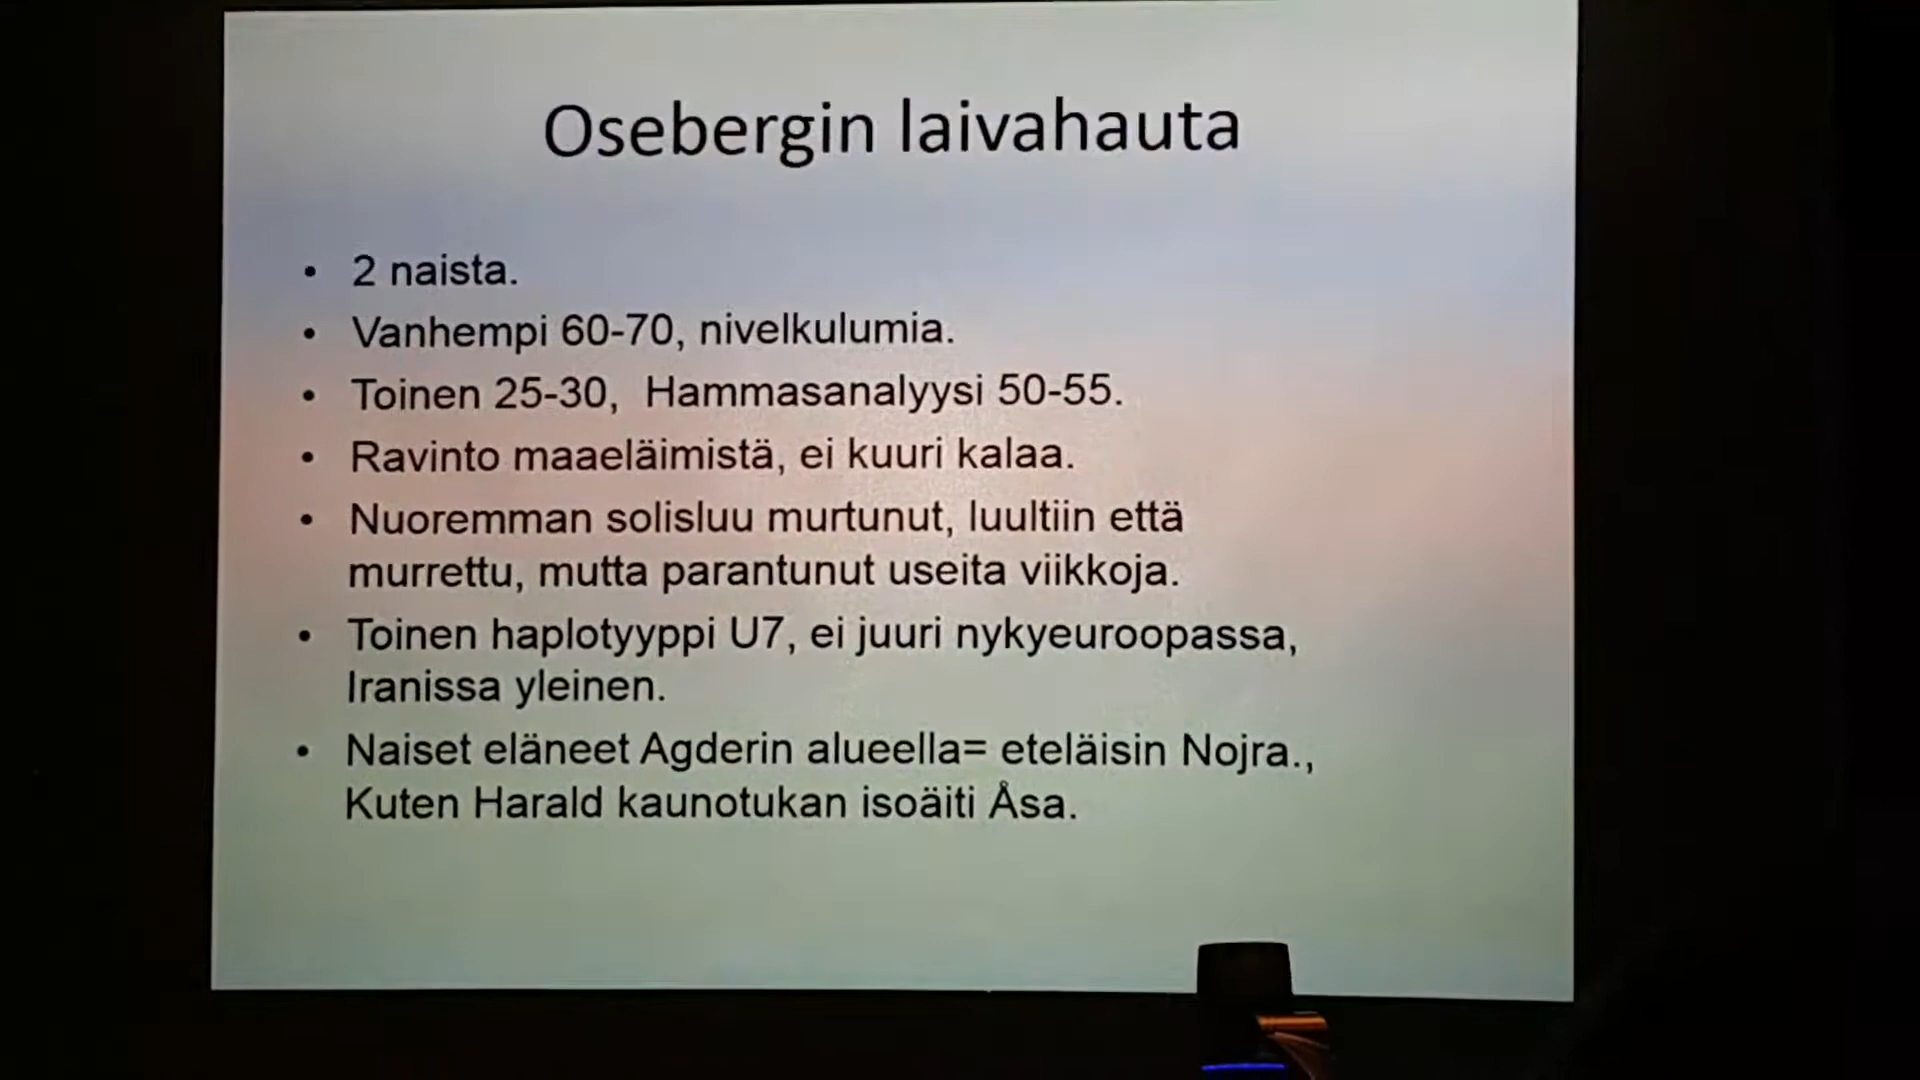 Osebergin laivahauta
• 2 naista.
• Vanhempi 60-70, nivelkulumia.
• Toinen 25-30, Hammasanalyysi 50-55.
• Ravinto maaeläimistä, ei kuuri kalaa.
• Nuoremman solisluu murtunut, luultiin että
murrettu, mutta parantunut useita viikkoja.
• Toinen haplotyyppi U7, ei juuri nykyeuroopassa,
Iranissa yleinen.
• Naiset eläneet Agderin alueella= eteläisin Nojra.,
Kuten Harald kaunotukan isoäiti Åsa.